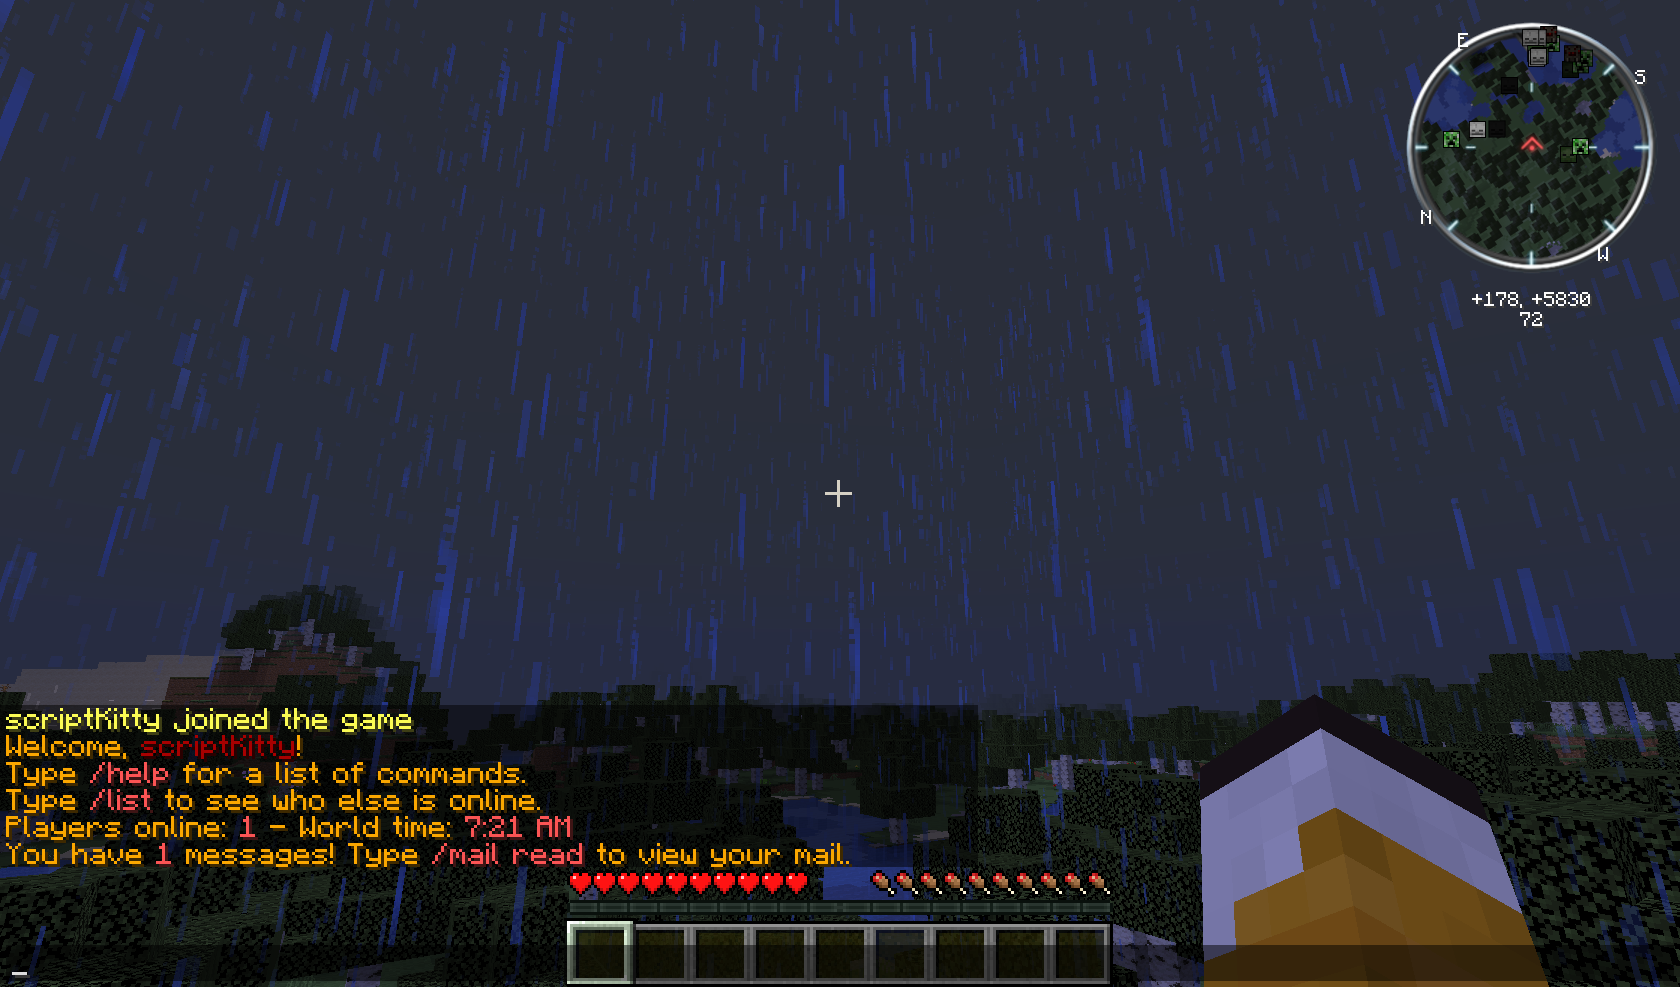 E
S
N
W
+178, +5830
72
scriptKitty joined the game
Welcome, scriptKitty!
Type /help for a list of commands.
Type /list to see who else is online.
Players online: 1 - World time: 7:21 AM
You have 1 messages! Type /mail read to view your mail.
_